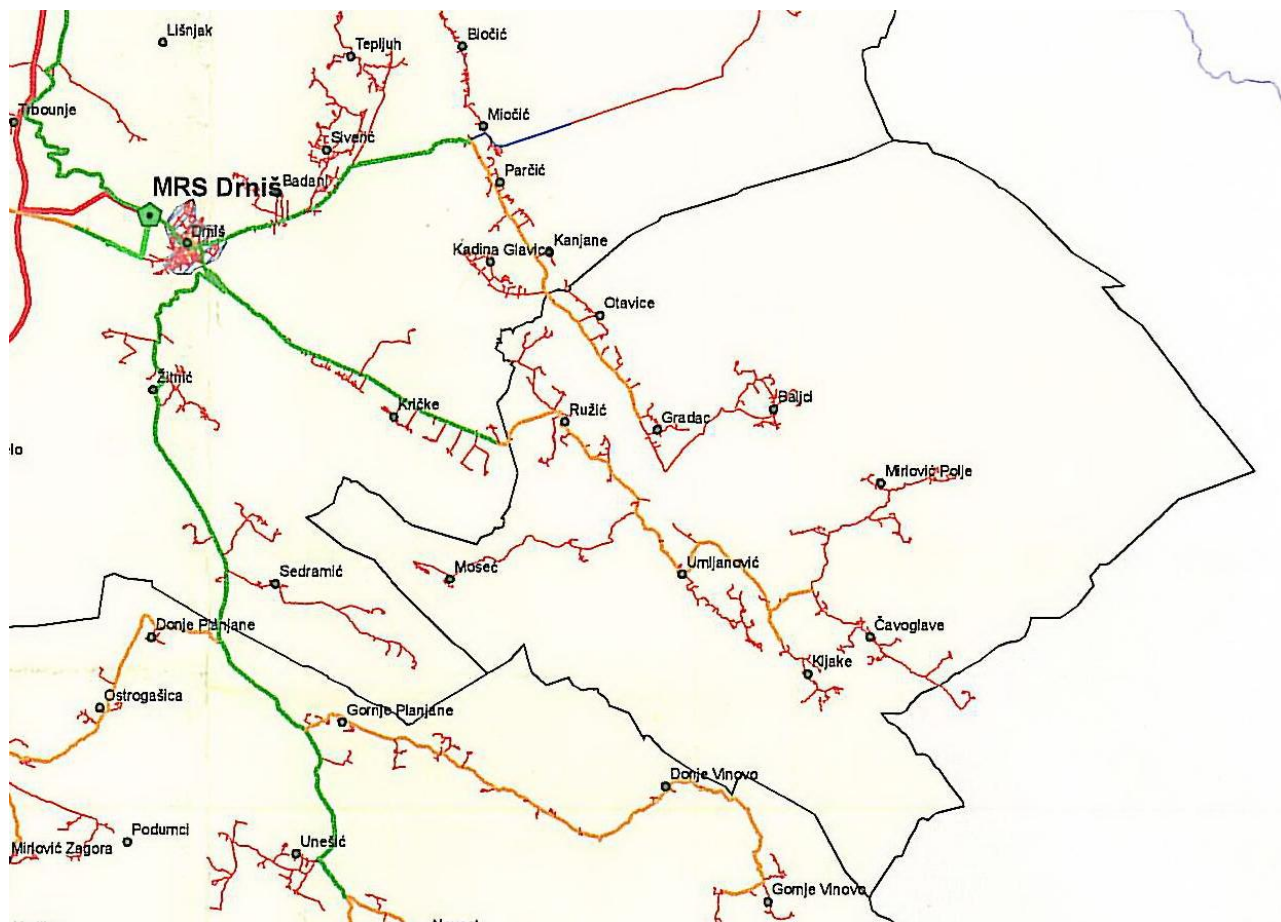 Lišnjak
Biočić
Tepljuh
Trbounje
Miočić
Siverić
MRS Drniš
Badanj
Parčić
Drniš
Kadina Glavica
Kanjane
Otavice
Žitnić
Kričke
Ružić
Gradac
Baljci
Mirlović Polje
Moseć
Umljanović
Sedramić
Donje Planjane
Čavoglave
Kljake
Ostrogašica
Gornje Planjane
Donje Vinovo
Podumci
Unešić
Mirlović Zagora
Gornje Vinovo